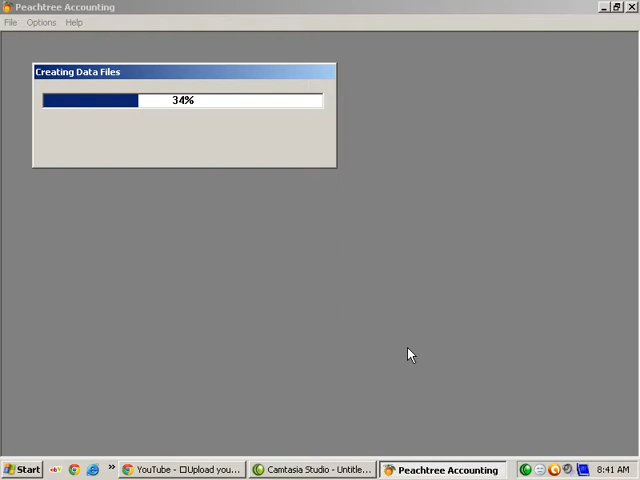 Peachtree Accounting
File Options Help
Creating Data Files
34%
Start
»
YouTube - □Upload you...
Camtasia Studio - Untitle...
Peachtree Accounting
8:41 AM